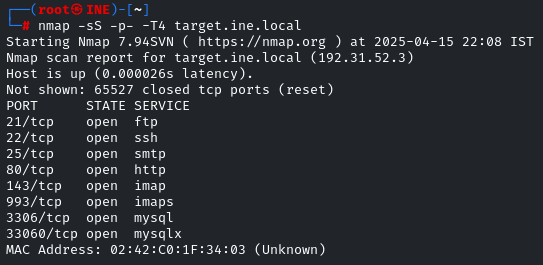 ┌──(root㉿INE)-[~]
└─# nmap -sS -p- -T4 target.ine.local
Starting Nmap 7.94SVN ( https://nmap.org ) at 2025-04-15 22:08 IST
Nmap scan report for target.ine.local (192.31.52.3)
Host is up (0.000026s latency).
Not shown: 65527 closed tcp ports (reset)
PORT      STATE SERVICE
21/tcp    open  ftp
22/tcp    open  ssh
25/tcp    open  smtp
80/tcp    open  http
143/tcp   open  imap
993/tcp   open  imaps
3306/tcp  open  mysql
33060/tcp open  mysqlx
MAC Address: 02:42:C0:1F:34:03 (Unknown)